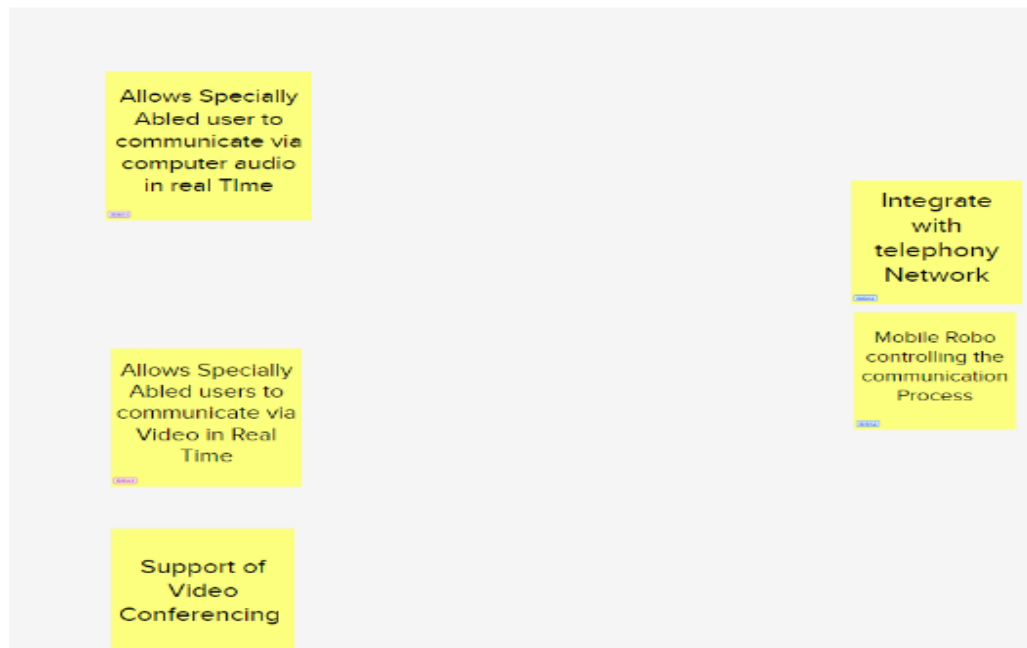 Allows Specially
Abled user to
communicate via
computer audio
in real TIme
Allows Specially
Abled users to
communicate via
Video in Real
Time
Support of
Video
Conferencing
Integrate
with
telephony
Network
Mobile Robo
controlling the
communication
Process